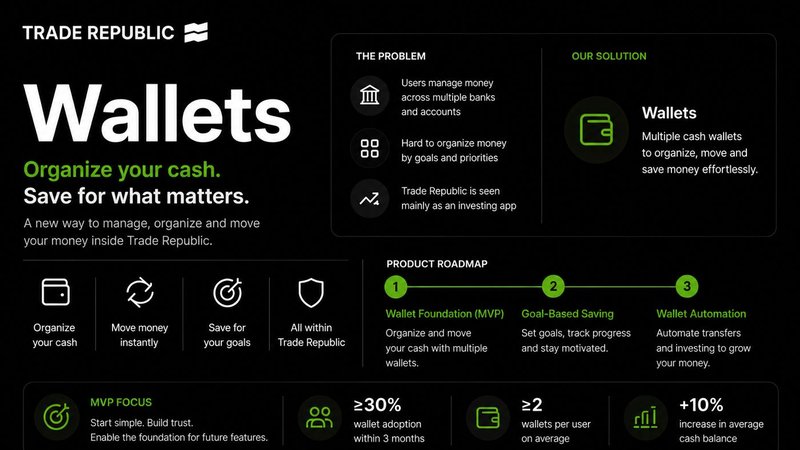 TRADE REPUBLIC
Wallets
Organize your cash.
Save for what matters.
A new way to manage, organize and move
your money inside Trade Republic.
Organize
your cash
Move money
instantly
Save for
your goals
All within
Trade Republic
THE PROBLEM
Users manage money
across multiple banks
and accounts
Hard to organize money
by goals and priorities
Trade Republic is seen
mainly as an investing app
OUR SOLUTION
Wallets
Multiple cash wallets
to organize, move and
save money effortlessly.
PRODUCT ROADMAP
1
Wallet Foundation (MVP)
Organize and move
your cash with multiple
wallets.
2
Goal-Based Saving
Set goals, track progress
and stay motivated.
3
Wallet Automation
Automate transfers
and investing to grow
your money.
MVP FOCUS
Start simple. Build trust.
Enable the foundation for future features.
≥30%
wallet adoption
within 3 months
≥2
wallets per user
on average
+10%
increase in average
cash balance